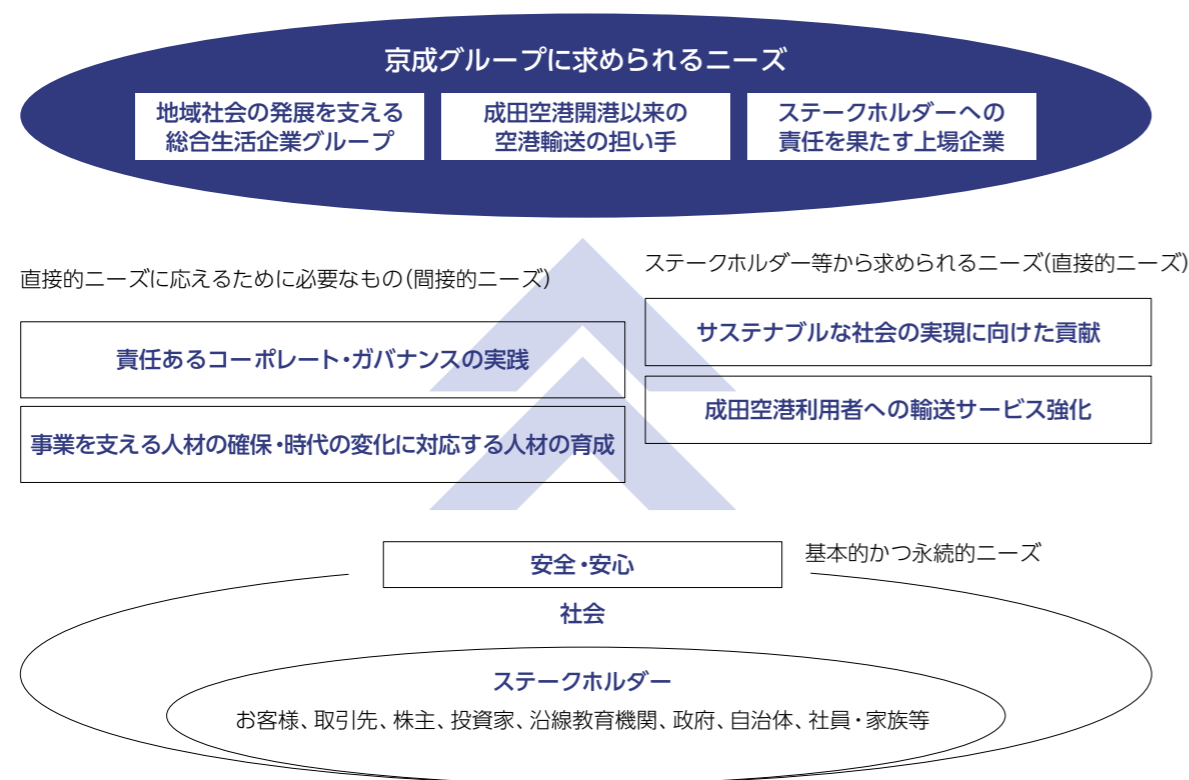 京成グループに求められるニーズ
地域社会の発展を支える
総合生活企業グループ
成田空港開港以来の
空港輸送の担い手
ステークホルダーへの
責任を果たす上場企業
直接的ニーズに応えるために必要なもの(間接的ニーズ)
責任あるコーポレート・ガバナンスの実践
事業を支える人材の確保・時代の変化に対応する人材の育成
ステークホルダー等から求められるニーズ(直接的ニーズ)
サステナブルな社会の実現に向けた貢献
成田空港利用者への輸送サービス強化
安全・安心
基本的かつ永続的ニーズ
社会
ステークホルダー
お客様、取引先、株主、投資家、沿線教育機関、政府、自治体、社員・家族等